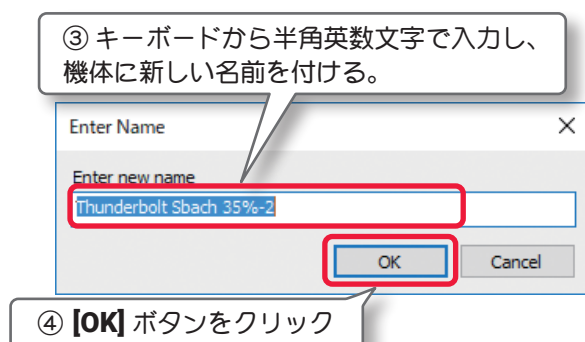 ③ キーボードから半角英数文字で入力し、
機体に新しい名前を付ける。
Enter Name
Enter new name
Thunderbolt Sbach 35%-2
OK Cancel
④ [OK] ボタンをクリック